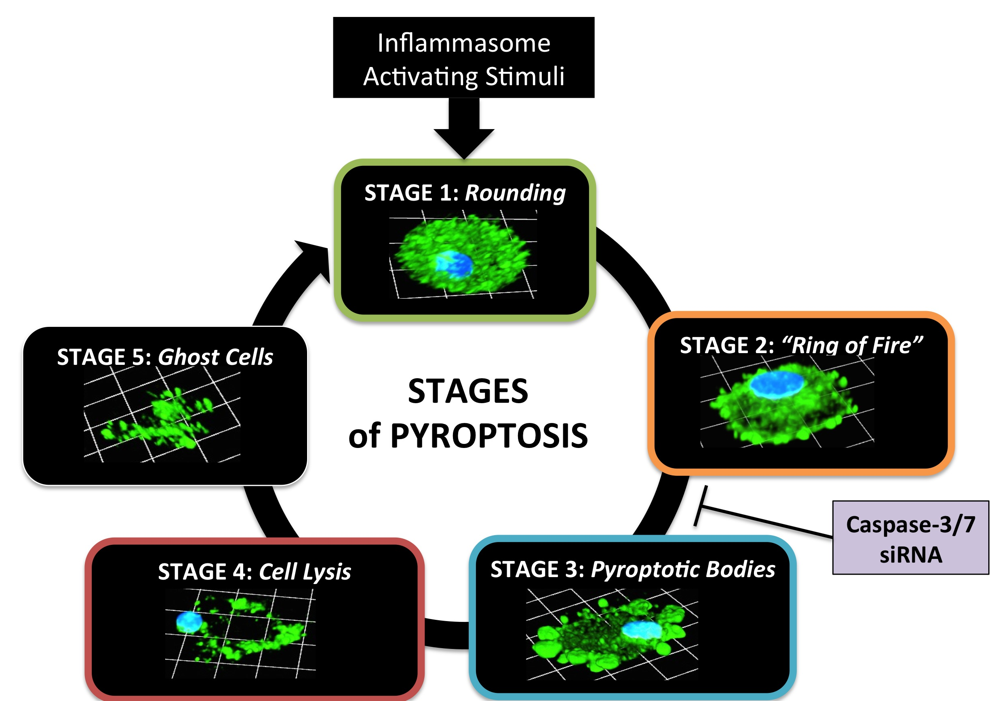 Inflammasome
Activating Stimuli
STAGE 1: Rounding
STAGE 2: “Ring of Fire”
STAGE 5: Ghost Cells
STAGES
of PYROPTOSIS
Caspase-3/7
siRNA
STAGE 4: Cell Lysis
STAGE 3: Pyroptotic Bodies